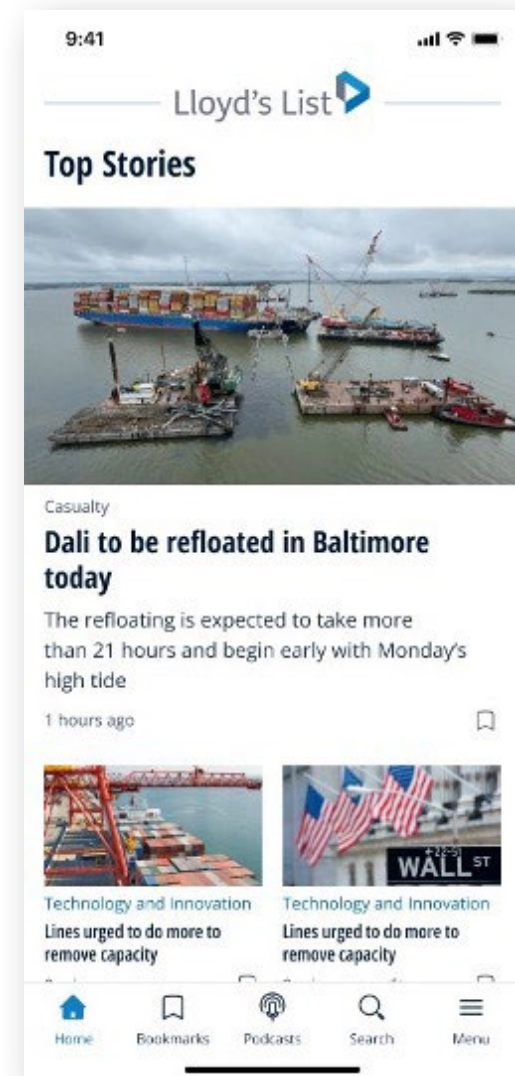 9:41
Lloyd's List
Top Stories
Casualty
Dali to be refloated in Baltimore
today
The refloating is expected to take more
than 21 hours and begin early with Monday's
high tide
1 hours ago
WALL ST
Technology and Innovation
Lines urged to do more to
remove capacity
Technology and Innovation
Lines urged to do more to
remove capacity
Home
Bookmarks
Podcasts
Search
Menu